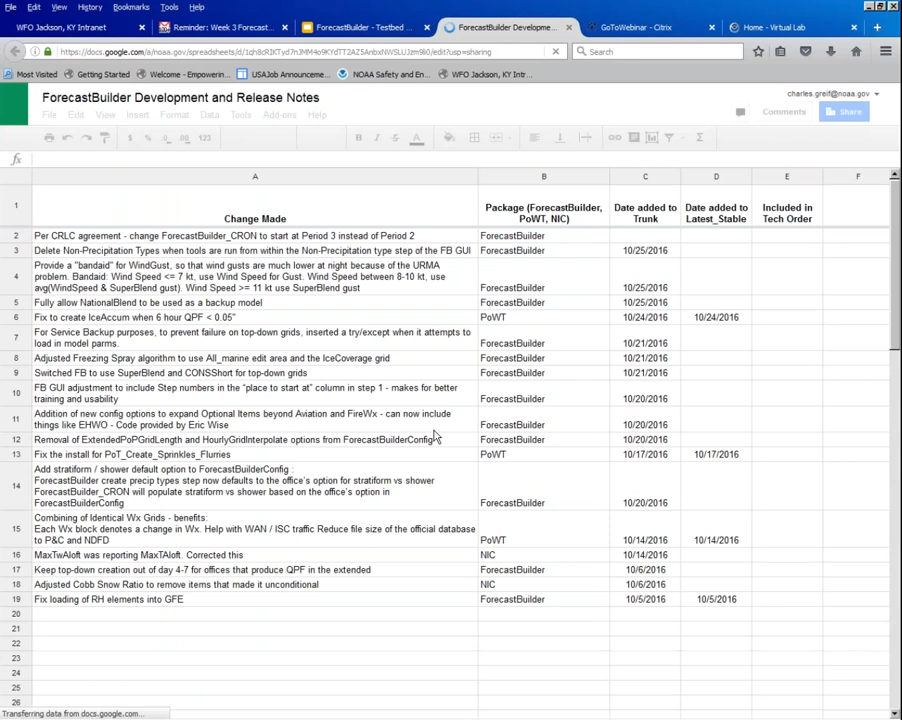 File Edit View History Bookmarks Tools Help
WFO Jackson, KY Intranet
Reminder: Week 3 Forecast...
ForecastBuilder - Testbed ...
ForecastBuilder Developme...
GoToWebinar - Citrix
Home - Virtual Lab
Search
Most Visited Getting Started Welcome - Empowerin... USAJob Announceme... NOAA Safety and En... WFO Jackson, KY Intr...
ForecastBuilder Development and Release Notes
charles.greif@noaa.gov
File Edit View Insert Format Data Tools Add-ons Help
Comments Share
$ % .0 .00 123 B I S A Σ
fx
A B C D E F
1 Change Made Package (ForecastBuilder, PoWT, NIC) Date added to Trunk Date added to Latest_Stable Included in Tech Order
2 Per CRLC agreement - change ForecastBuilder_CRON to start at Period 3 instead of Period 2 ForecastBuilder
3 Delete Non-Precipitation Types when tools are run from within the Non-Precipitation type step of the FB GUI ForecastBuilder 10/25/2016
Provide a "bandaid" for WindGust, so that wind gusts are much lower at night because of the URMA
4 problem. Bandaid: Wind Speed <= 7 kt, use Wind Speed for Gust. Wind Speed between 8-10 kt, use
avg(WindSpeed & SuperBlend gust). Wind Speed >= 11 kt use SuperBlend gust ForecastBuilder 10/25/2016
5 Fully allow NationalBlend to be used as a backup model ForecastBuilder 10/25/2016
6 Fix to create IceAccum when 6 hour QPF < 0.05" PoWT 10/24/2016 10/24/2016
7 For Service Backup purposes, to prevent failure on top-down grids, inserted a try/except when it attempts to
load in model parms. ForecastBuilder 10/21/2016
8 Adjusted Freezing Spray algorithm to use All_marine edit area and the IceCoverage grid ForecastBuilder 10/21/2016
9 Switched FB to use SuperBlend and CONSShort for top-down grids ForecastBuilder 10/21/2016
10 FB GUI adjustment to include Step numbers in the "place to start at" column in step 1 - makes for better
training and usability ForecastBuilder 10/20/2016
11 Addition of new config options to expand Optional Items beyond Aviation and FireWx - can now include
things like EHWO - Code provided by Eric Wise ForecastBuilder 10/20/2016
12 Removal of ExtendedPoPGridLength and HourlyGridInterpolate options from ForecastBuilderConfig ForecastBuilder 10/20/2016
13 Fix the install for PoT_Create_Sprinkles_Flurries PoWT 10/17/2016 10/17/2016
Add stratiform / shower default option to ForecastBuilderConfig :
14 ForecastBuilder create precip types step now defaults to the office's option for stratiform vs shower
ForecastBuilder_CRON will populate stratiform vs shower based on the office's option in
ForecastBuilderConfig ForecastBuilder 10/20/2016
Combining of Identical Wx Grids - benefits:
15 Each Wx block denotes a change in Wx. Help with WAN / ISC traffic Reduce file size of the official database
to P&C and NDFD PoWT 10/14/2016 10/14/2016
16 MaxTwAloft was reporting MaxTAloft. Corrected this NIC 10/14/2016
17 Keep top-down creation out of day 4-7 for offices that produce QPF in the extended ForecastBuilder 10/6/2016
18 Adjusted Cobb Snow Ratio to remove items that made it unconditional NIC 10/6/2016
19 Fix loading of RH elements into GFE ForecastBuilder 10/5/2016 10/5/2016
20
21
22
23
24
25
26
Transferring data from docs.google.com...